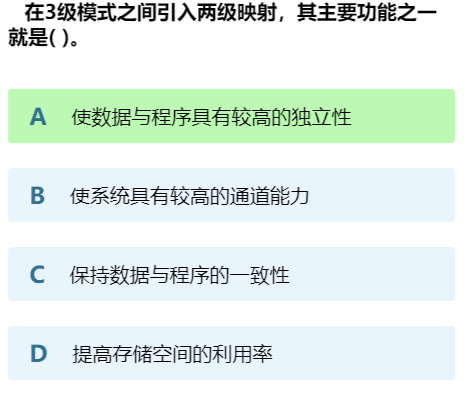 在3级模式之间引入两级映射，其主要功能之一
就是( )。
A 使数据与程序具有较高的独立性
B 使系统具有较高的通道能力
C 保持数据与程序的一致性
D 提高存储空间的利用率